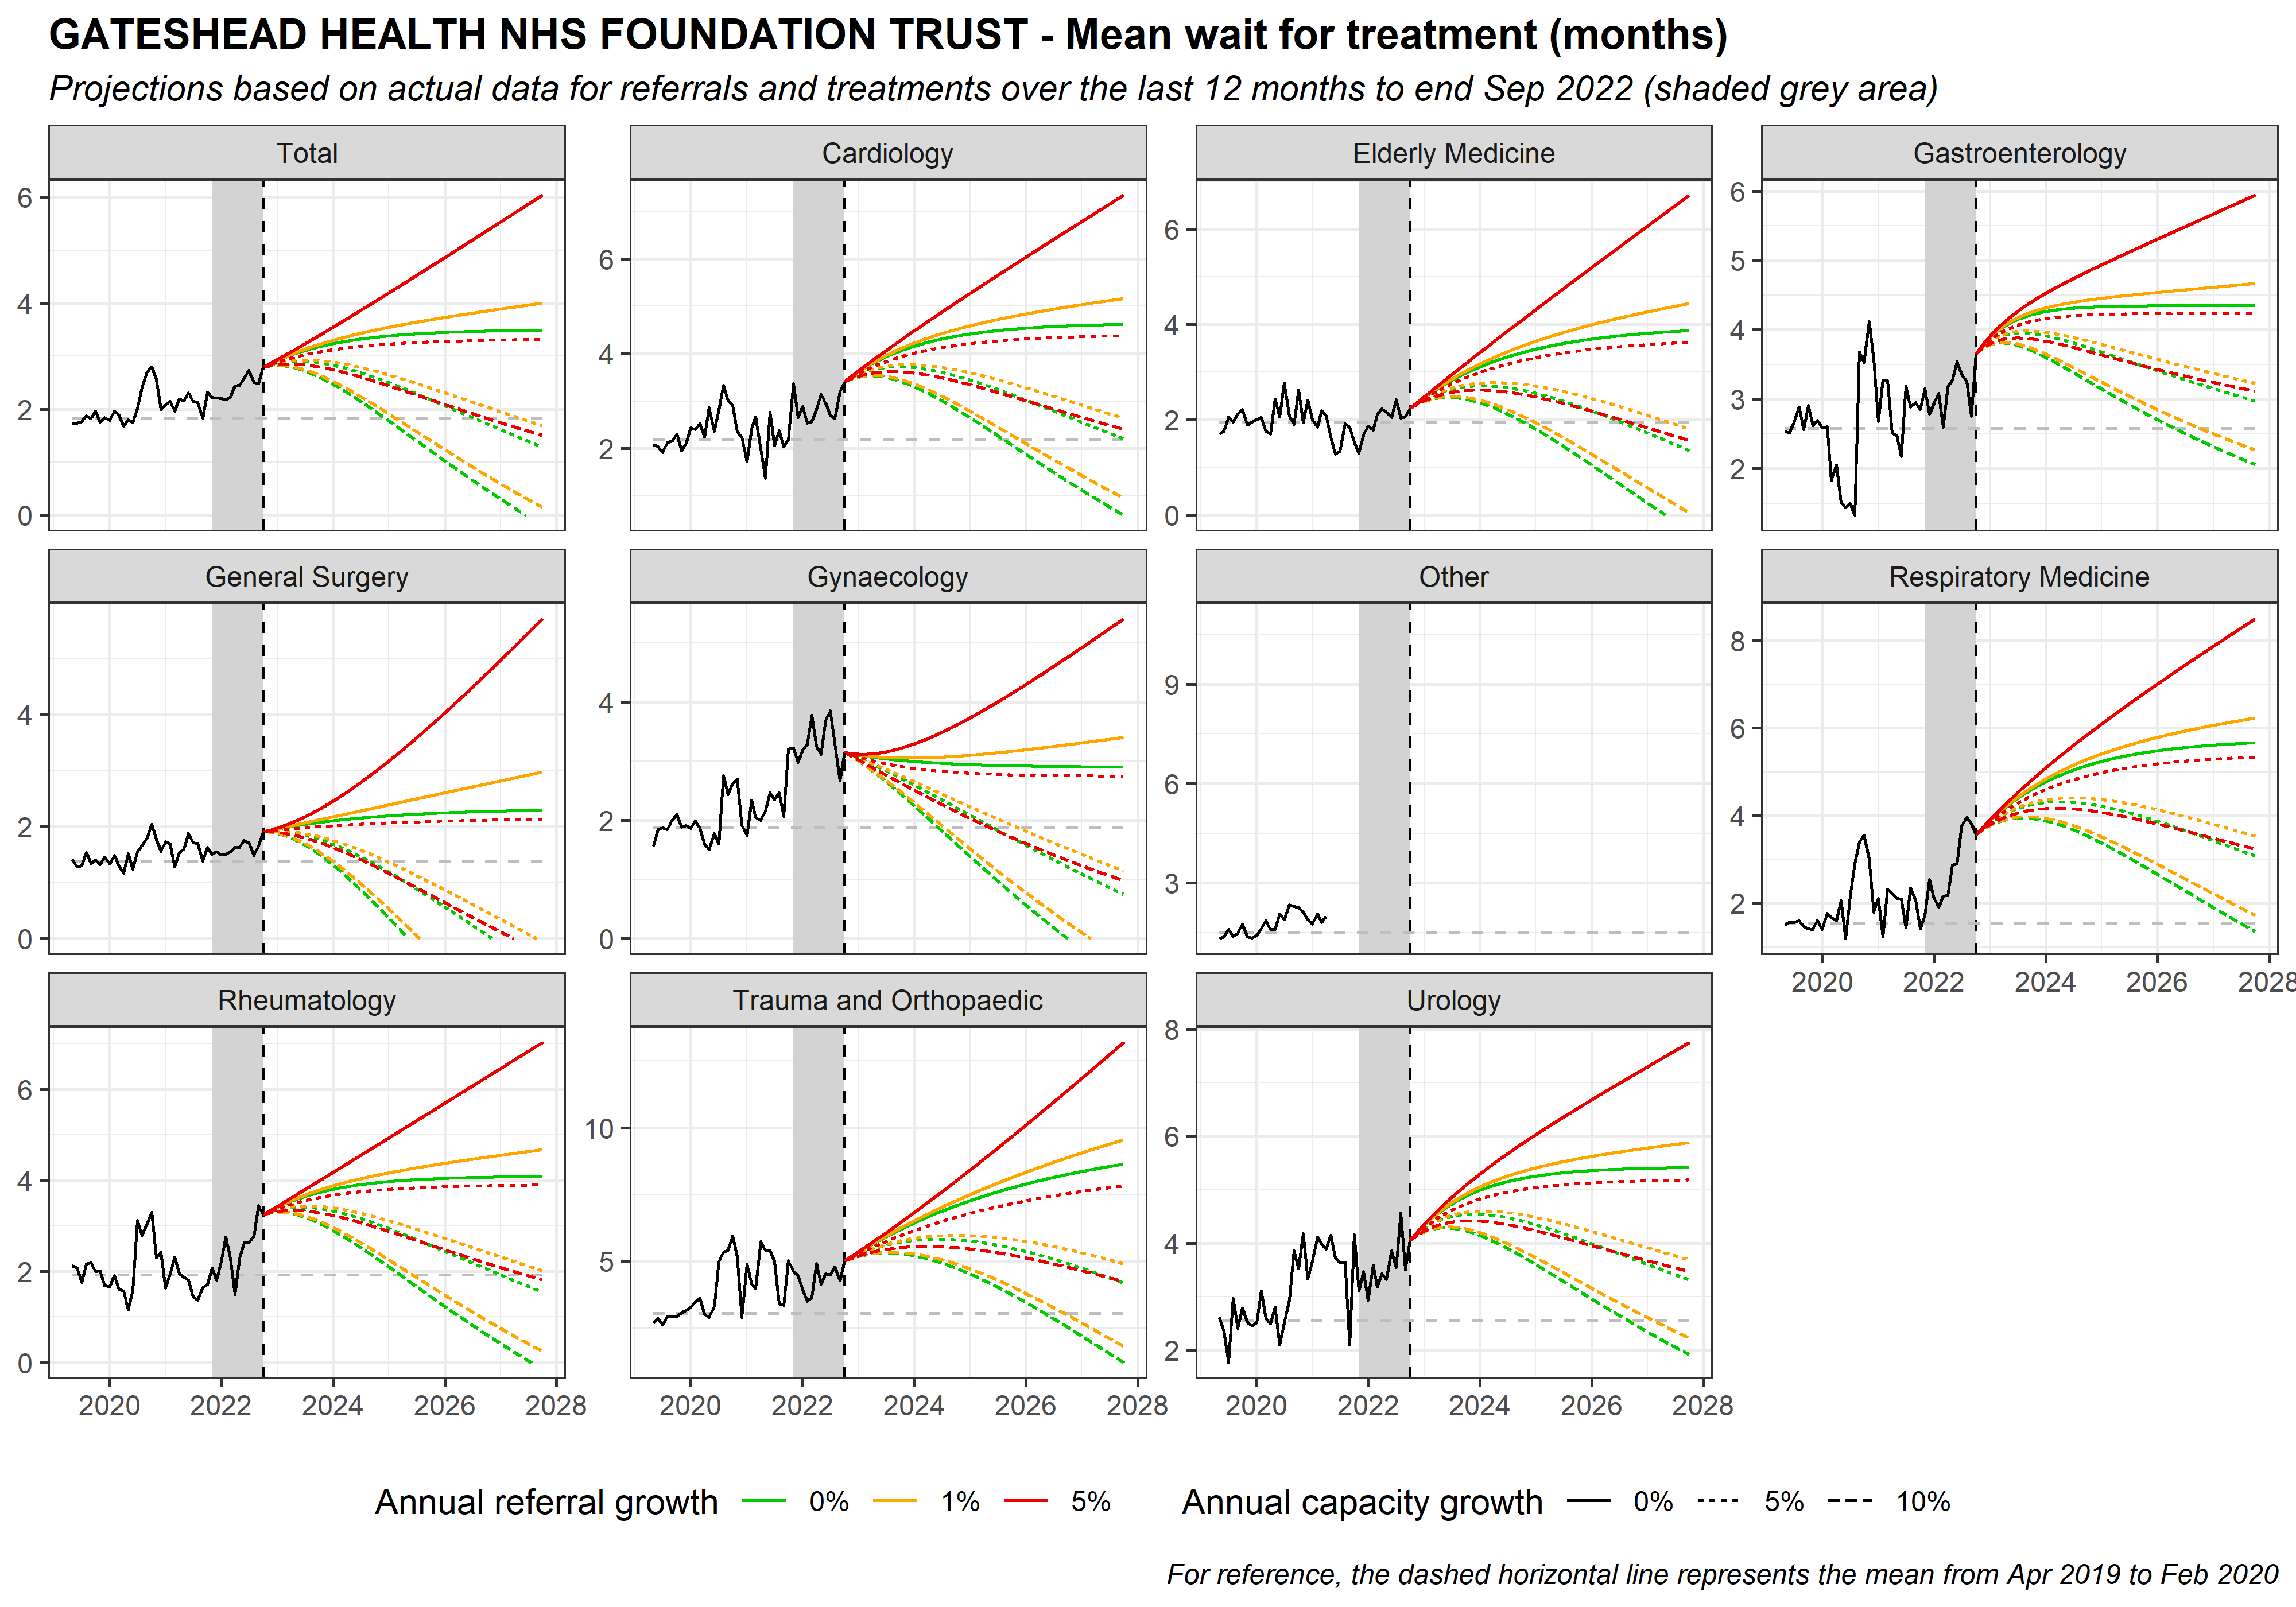 GATESHEAD HEALTH NHS FOUNDATION TRUST - Mean wait for treatment (months)
Projections based on actual data for referrals and treatments over the last 12 months to end Sep 2022 (shaded grey area)
Total
6
4
2
0
Cardiology
6
4
2
Elderly Medicine
6
4
2
0
Gastroenterology
6
5
4
3
2
General Surgery
4
2
0
Gynaecology
4
2
0
Other
9
6
3
Respiratory Medicine
8
6
4
2
2020 2022 2024 2026 2028
Rheumatology
6
4
2
0
2020 2022 2024 2026 2028
Trauma and Orthopaedic
10
5
2020 2022 2024 2026 2028
Urology
8
6
4
2
2020 2022 2024 2026 2028
Annual referral growth 0% 1% 5% Annual capacity growth 0% 5% 10%
For reference, the dashed horizontal line represents the mean from Apr 2019 to Feb 2020